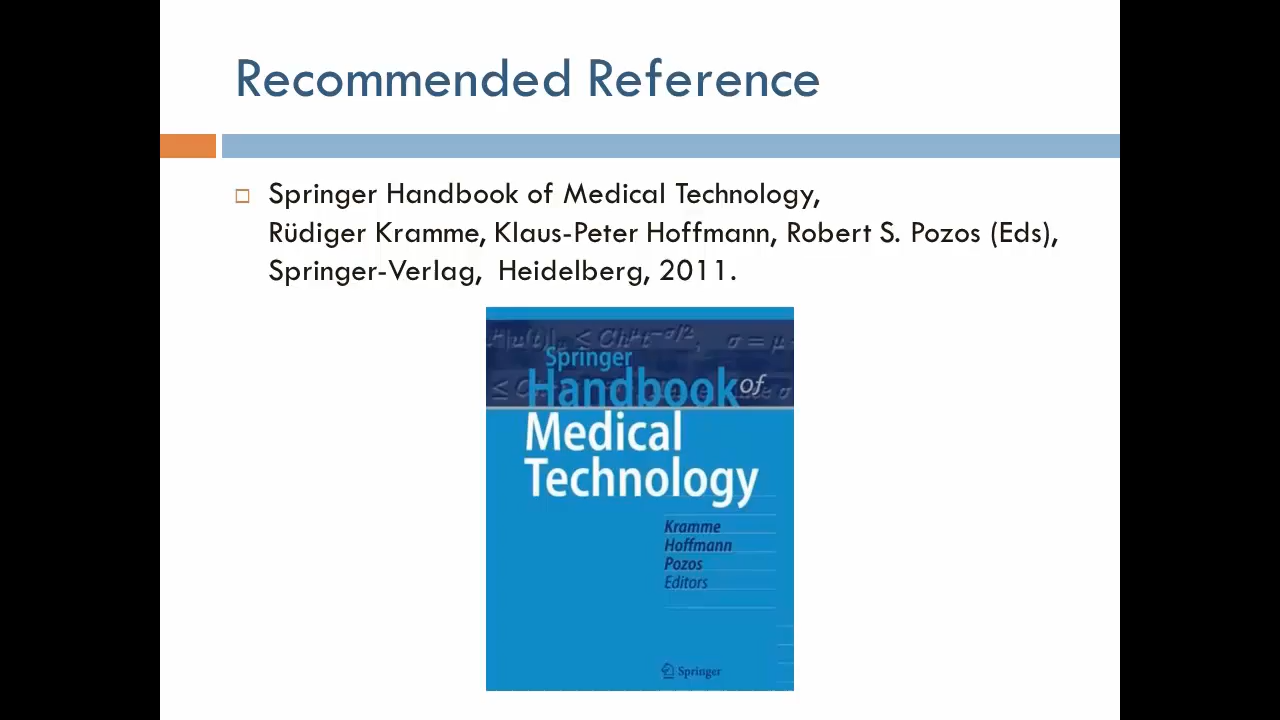 Recommended Reference
Springer Handbook of Medical Technology,
Rüdiger Kramme, Klaus-Peter Hoffmann, Robert S. Pozos (Eds),
Springer-Verlag, Heidelberg, 2011.
Springer
Handbook of
Medical
Technology
Kramme
Hoffmann
Pozos
Editors
Springer